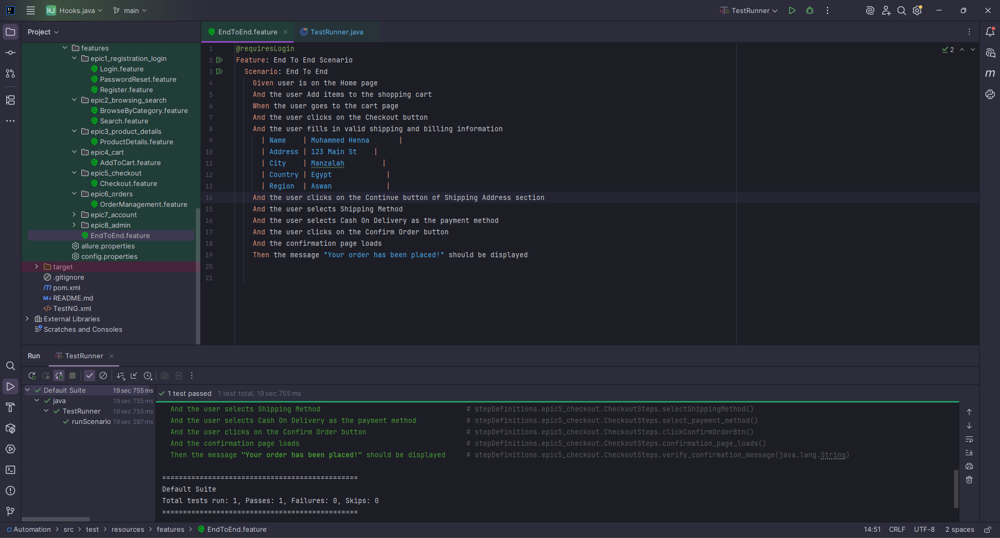 HJ Hooks.java main TestRunner
Project
features
epic1_registration_login
Login.feature
PasswordReset.feature
Register.feature
epic2_browsing_search
BrowseByCategory.feature
Search.feature
epic3_product_details
ProductDetails.feature
epic4_cart
AddToCart.feature
epic5_checkout
Checkout.feature
epic6_orders
OrderManagement.feature
epic7_account
epic8_admin
EndToEnd.feature
allure.properties
config.properties
target
.gitignore
pom.xml
README.md
TestNG.xml
External Libraries
Scratches and Consoles
EndToEnd.feature TestRunner.java
2
1 @requiresLogin
2 Feature: End To End Scenario
3 Scenario: End To End
4 Given user is on the Home page
5 And the user Add items to the shopping cart
6 When the user goes to the cart page
7 And the user clicks on the Checkout button
8 And the user fills in valid shipping and billing information
9 | Name | Muhammed Henna |
10 | Address | 123 Main St |
11 | City | Manzalah |
12 | Country | Egypt |
13 | Region | Aswan |
14 And the user clicks on the Continue button of Shipping Address section
15 And the user selects Shipping Method
16 And the user selects Cash On Delivery as the payment method
17 And the user clicks on the Confirm Order button
18 And the confirmation page loads
19 Then the message "Your order has been placed!" should be displayed
20
21
Run TestRunner
Default Suite 19 sec 755 ms
java 19 sec 755 ms
TestRunner 19 sec 755 ms
runScenario 19 sec 287 ms
1 test passed 1 test total, 19 sec 755 ms
And the user selects Shipping Method # stepDefinitions.epic5_checkout.CheckoutSteps.selectShippingMethod()
And the user selects Cash On Delivery as the payment method # stepDefinitions.epic5_checkout.CheckoutSteps.select_payment_method()
And the user clicks on the Confirm Order button # stepDefinitions.epic5_checkout.CheckoutSteps.clickConfirmOrderBtn()
And the confirmation page loads # stepDefinitions.epic5_checkout.CheckoutSteps.confirmation_page_loads()
Then the message "Your order has been placed!" should be displayed # stepDefinitions.epic5_checkout.CheckoutSteps.verify_confirmation_message(java.lang.String)
===============================================
Default Suite
Total tests run: 1, Passes: 1, Failures: 0, Skips: 0
===============================================
Automation > src > test > resources > features > EndToEnd.feature 14:51 CRLF UTF-8 2 spaces